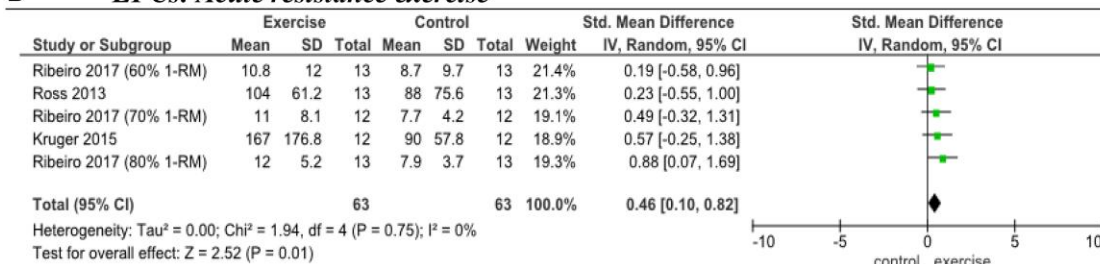 EPCs: Acute resistance exercise
Exercise Control Std. Mean Difference Std. Mean Difference
Study or Subgroup Mean SD Total Mean SD Total Weight IV, Random, 95% CI IV, Random, 95% CI
Ribeiro 2017 (60% 1-RM) 10.8 12 13 8.7 9.7 13 21.4% 0.19 [-0.58, 0.96]
Ross 2013 104 61.2 13 88 75.6 13 21.3% 0.23 [-0.55, 1.00]
Ribeiro 2017 (70% 1-RM) 11 8.1 12 7.7 4.2 12 19.1% 0.49 [-0.32, 1.31]
Kruger 2015 167 176.8 12 90 57.8 12 18.9% 0.57 [-0.25, 1.38]
Ribeiro 2017 (80% 1-RM) 12 5.2 13 7.9 3.7 13 19.3% 0.88 [0.07, 1.69]
Total (95% CI) 63 63 100.0% 0.46 [0.10, 0.82]
Heterogeneity: Tau² = 0.00; Chi² = 1.94, df = 4 (P = 0.75); I² = 0%
Test for overall effect: Z = 2.52 (P = 0.01)
-10 -5 0 5 10
control exercise